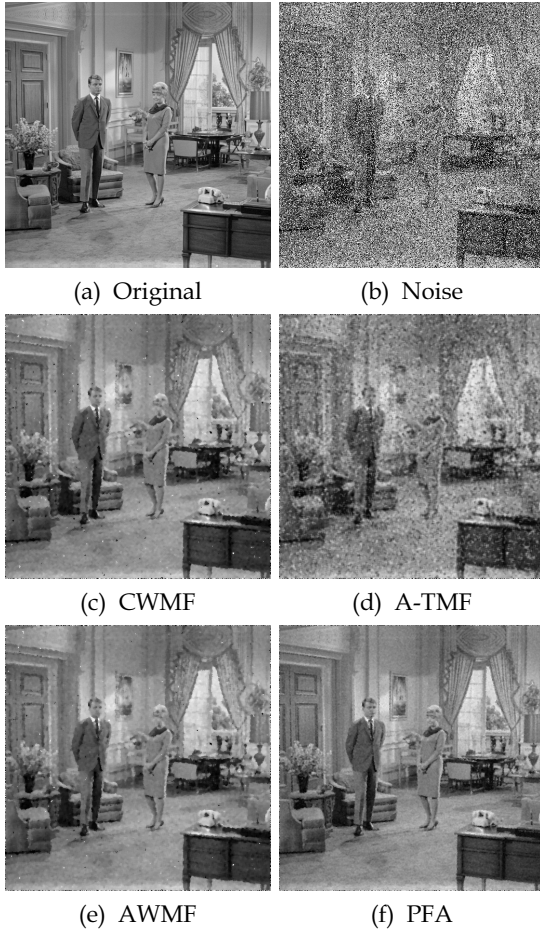 (a) Original
(b) Noise
(c) CWMF
(d) A-TMF
(e) AWMF
(f) PFA